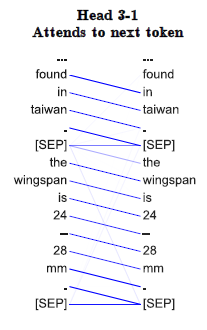 Head 3-1
Attends to next token
... ...
found found
in in
taiwan taiwan
. .
[SEP] [SEP]
the the
wingspan wingspan
is is
24 24
– –
28 28
mm mm
. .
[SEP] [SEP]